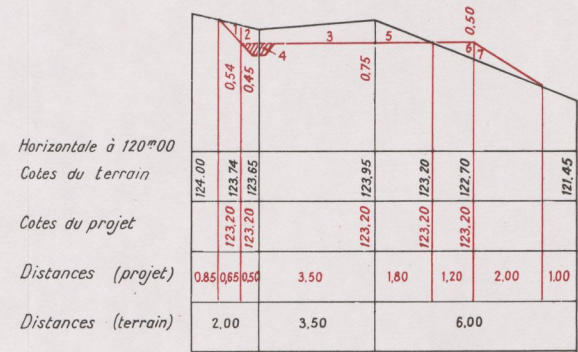 0,50
1 2 3 5 6 7
4
0,54 0,45 0,75
Horizontale à 120ᵐ00
Cotes du terrain 124.00 123,74 123,65 123,95 123,20 122,70 121,45
Cotes du projet 123,20 123,20 123,20 123,20 123,20
Distances (projet) 0.85 0,65 0,50 3,50 1,80 1,20 2,00 1,00
Distances (terrain) 2,00 3,50 6,00